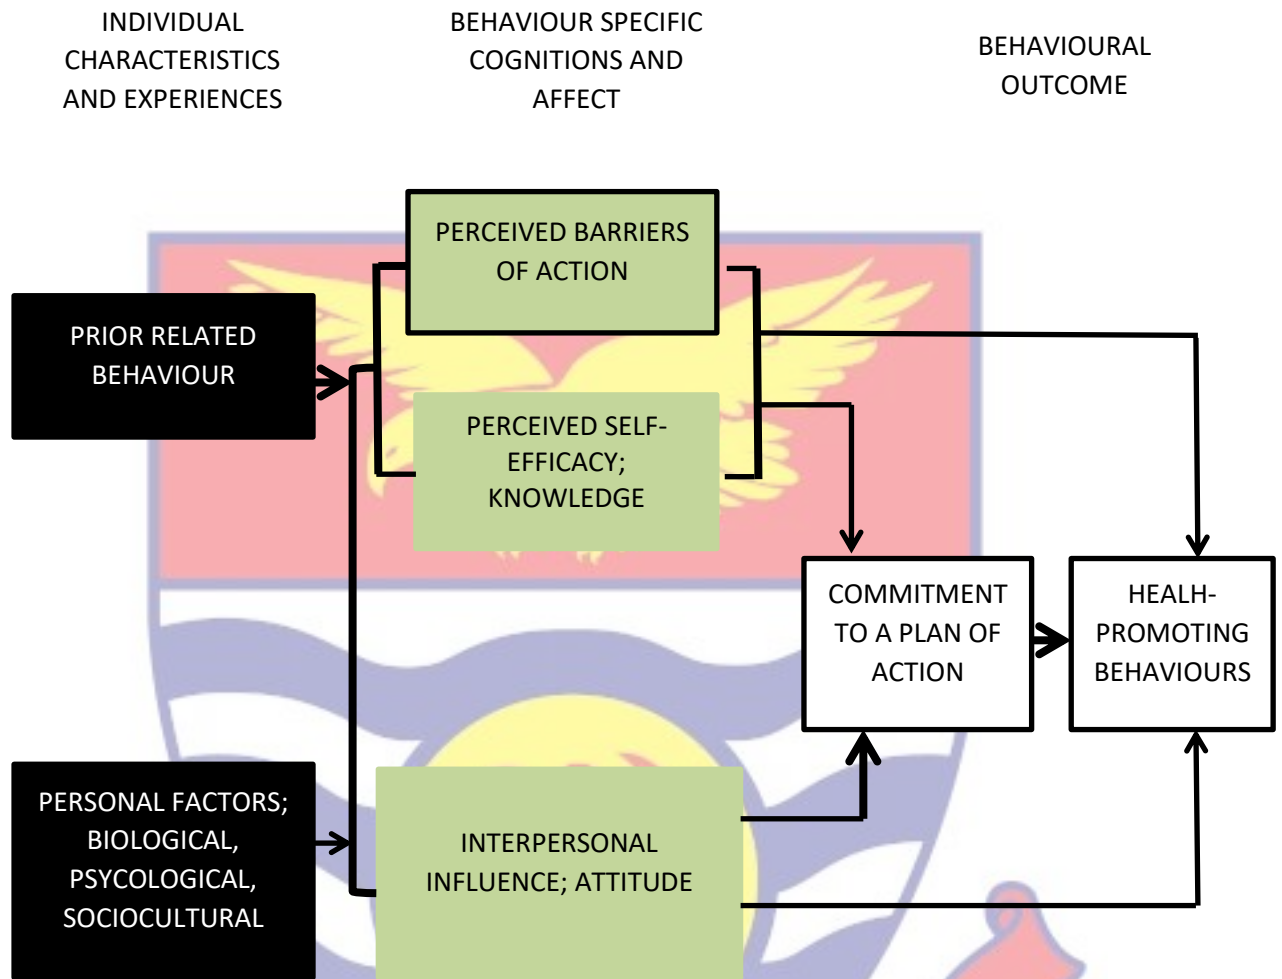 INDIVIDUAL
CHARACTERISTICS
AND EXPERIENCES
BEHAVIOUR SPECIFIC
COGNITIONS AND
AFFECT
BEHAVIOURAL
OUTCOME
PERCEIVED BARRIERS
OF ACTION
PRIOR RELATED
BEHAVIOUR
PERCEIVED SELF-
EFFICACY;
KNOWLEDGE
COMMITMENT
TO A PLAN OF
ACTION
HEALH-
PROMOTING
BEHAVIOURS
PERSONAL FACTORS;
BIOLOGICAL,
PSYCOLOGICAL,
SOCIOCULTURAL
INTERPERSONAL
INFLUENCE; ATTITUDE